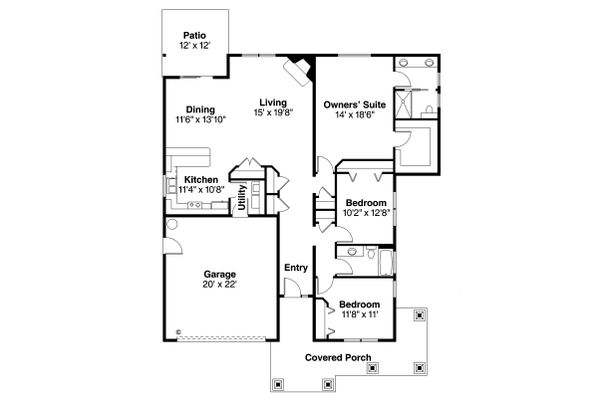 Patio
12' x 12'
Dining
11'6" x 13'10"
Living
15' x 19'8"
Owners' Suite
14' x 18'6"
Kitchen
11'4" x 10'8"
Utility
Bedroom
10'2" x 12'8"
Garage
20' x 22'
Entry
Bedroom
11'8" x 11'
Covered Porch